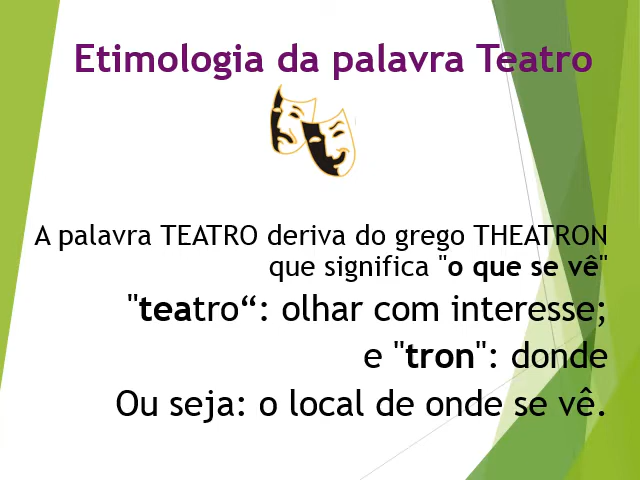 Etimologia da palavra Teatro
A palavra TEATRO deriva do grego THEATRON
que significa "o que se vê"
"teatro“: olhar com interesse;
e "tron": donde
Ou seja: o local de onde se vê.